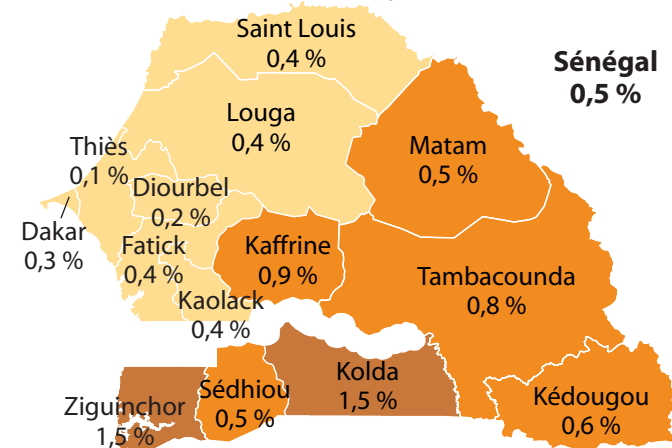 Saint Louis
0,4 %
Sénégal
0,5 %
Louga
0,4 %
Matam
0,5 %
Thiès
0,1 %
Diourbel
0,2 %
Dakar
0,3 %
Fatick
0,4 %
Kaffrine
0,9 %
Tambacounda
0,8 %
Kaolack
0,4 %
Ziguinchor
1,5 %
Sédhiou
0,5 %
Kolda
1,5 %
Kédougou
0,6 %